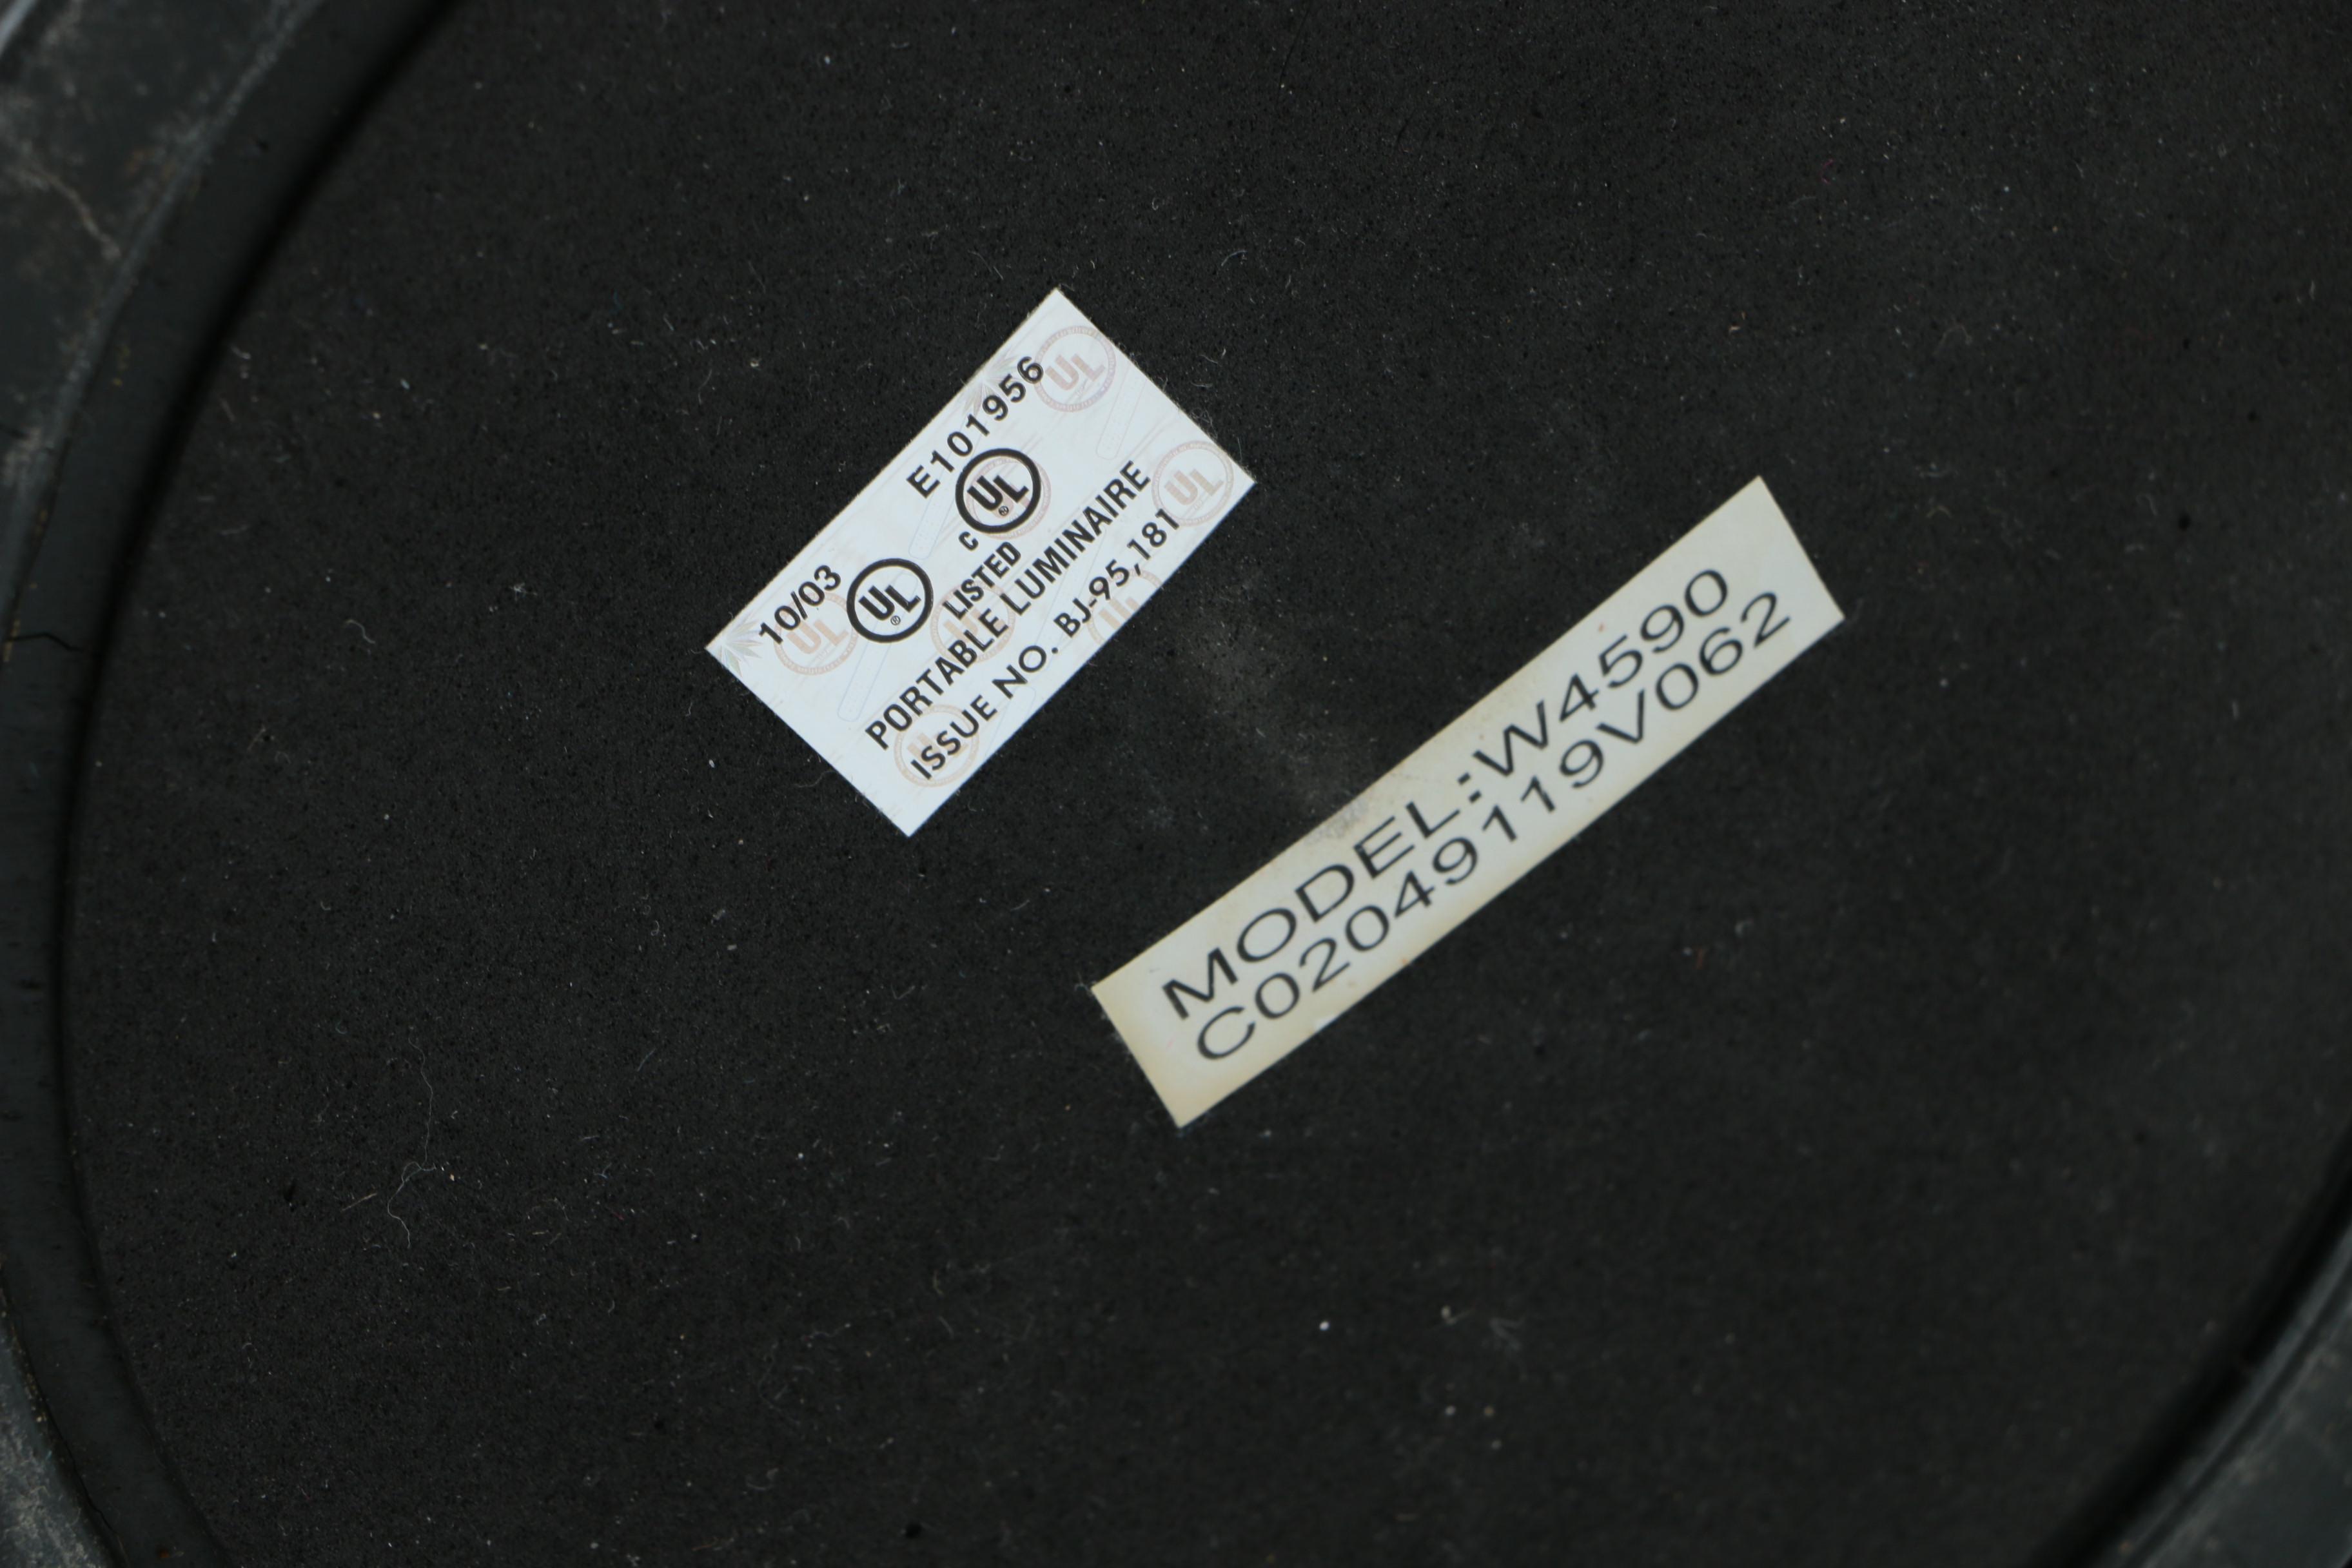 10/03 E101956
UL ® C UL ®
LISTED
PORTABLE LUMINAIRE
ISSUE NO. BJ-95,181
MODEL:W4590
C02049119V062